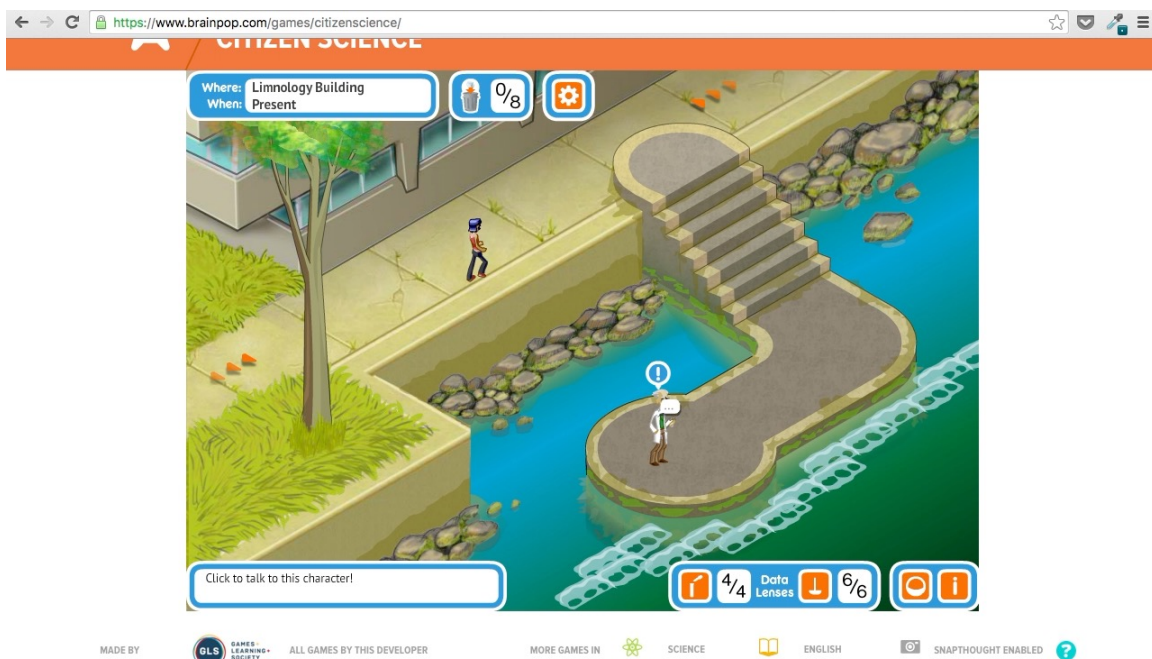 https://www.brainpop.com/games/citizenscience/
CITIZEN SCIENCE
Where: Limnology Building
When: Present
0/8
!
...
Click to talk to this character!
4/4 Data Lenses 6/6
i
MADE BY
GLS GAMES+ LEARNING+ SOCIETY
ALL GAMES BY THIS DEVELOPER
MORE GAMES IN
SCIENCE
ENGLISH
SNAPTHOUGHT ENABLED
?